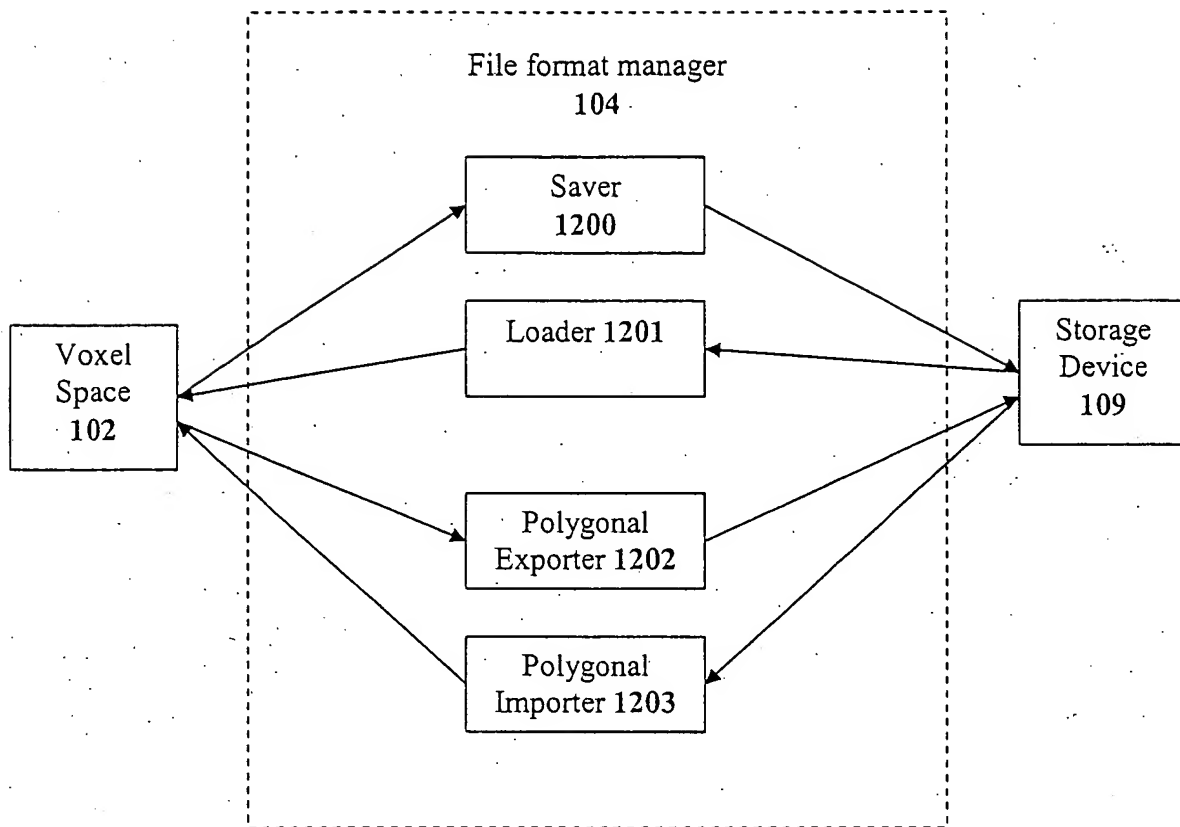 File format manager
104
Saver
1200
Loader 1201
Voxel
Space
102
Storage
Device
109
Polygonal
Exporter 1202
Polygonal
Importer 1203